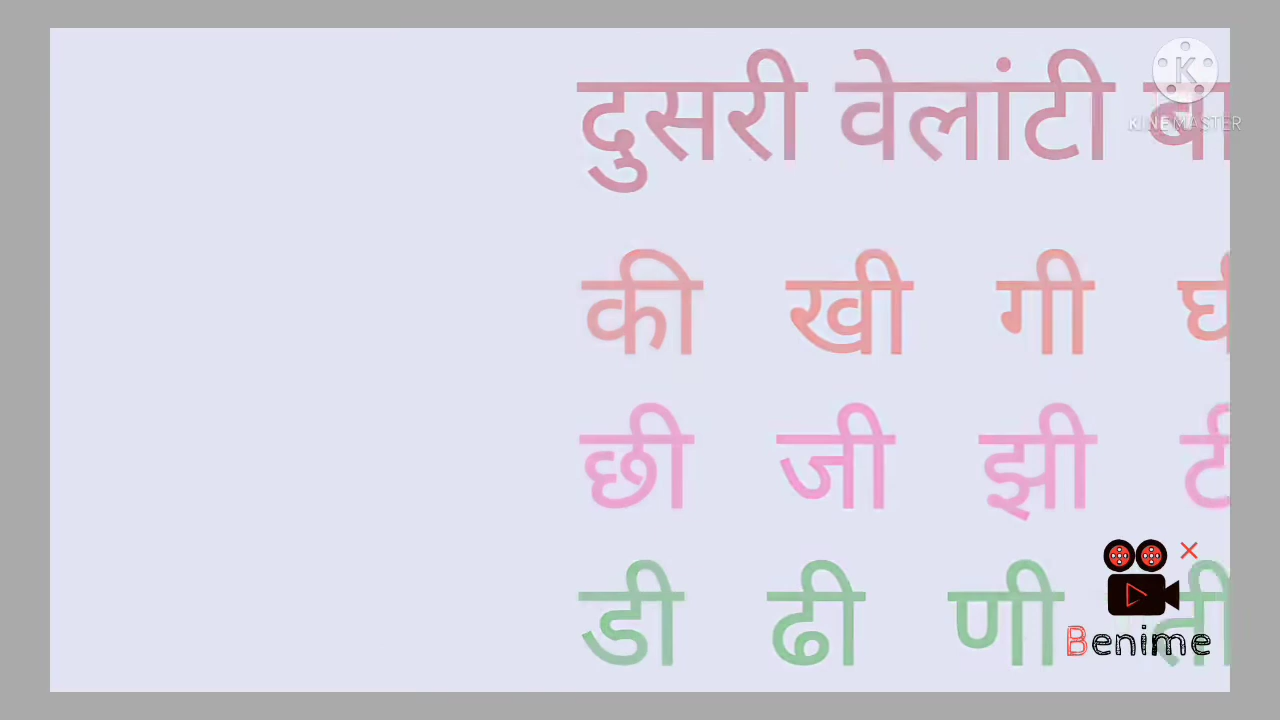 दुसरी वेलांटी बा
की खी गी घी
छी जी झी टी
डी ढी णी ती
KINEMASTER
Benime